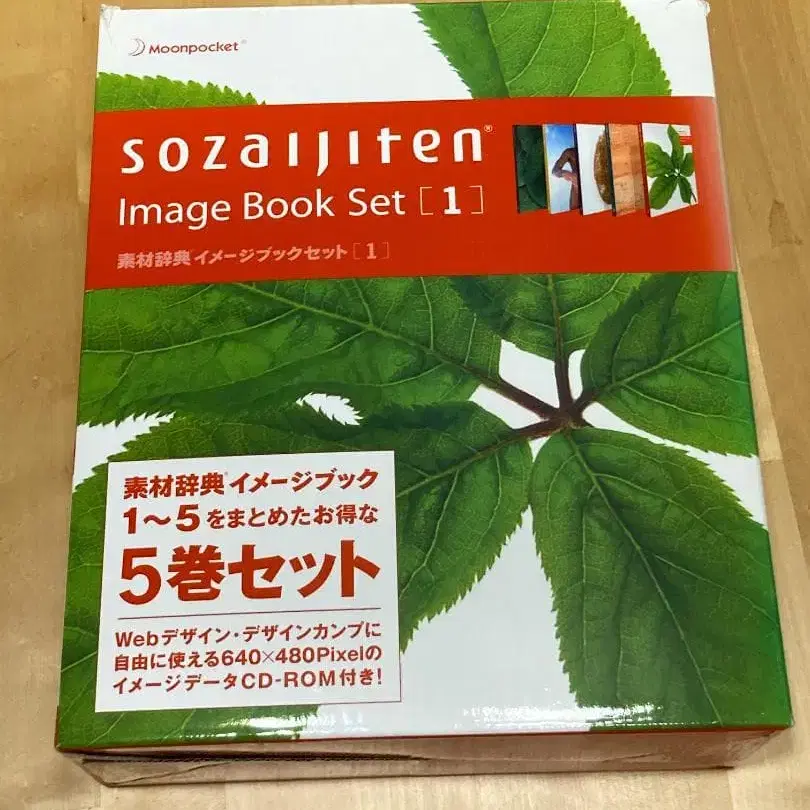 Moonpocket®
sozaijiten®
Image Book Set [1]
素材辞典®イメージブックセット[1]
素材辞典®イメージブック
1〜5をまとめたお得な
5巻セット
Webデザイン・デザインカンプに
自由に使える640×480Pixelの
イメージデータCD-ROM付き!